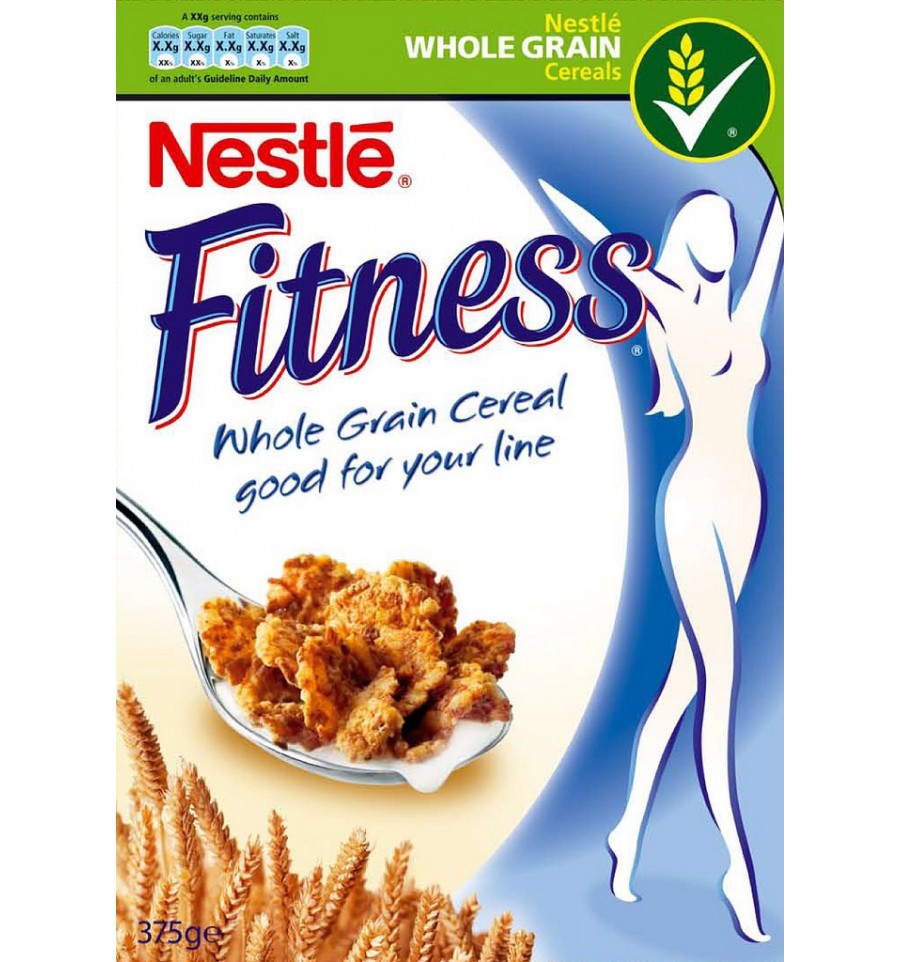 A XXg serving contains
Calories Sugar Fat Saturates Salt
X.Xg X.Xg X.Xg X.Xg X.Xg
XX% XX% X% X% X%
of an adult's Guideline Daily Amount
Nestlé
WHOLE GRAIN
Cereals
®
Nestlé®
Fitness®
Whole Grain Cereal
good for your line
375g℮